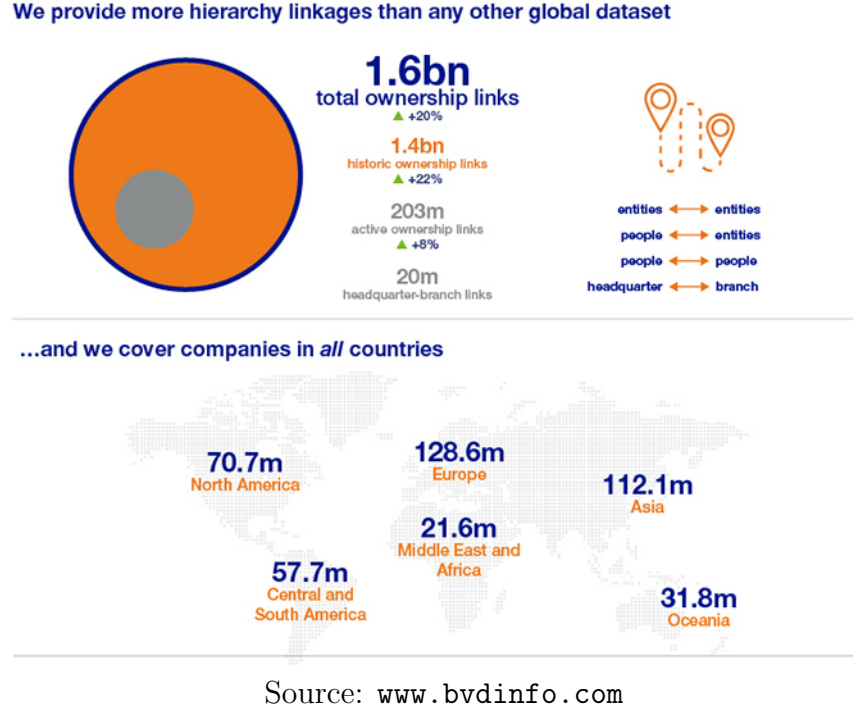 We provide more hierarchy linkages than any other global dataset
1.6bn
total ownership links
▲ +20%
1.4bn
historic ownership links
▲ +22%
203m
active ownership links
▲ +8%
20m
headquarter-branch links
entities ↔ entities
people ↔ entities
people ↔ people
headquarter ↔ branch
...and we cover companies in all countries
70.7m
North America
128.6m
Europe
112.1m
Asia
21.6m
Middle East and
Africa
57.7m
Central and
South America
31.8m
Oceania
Source: www.bvdinfo.com